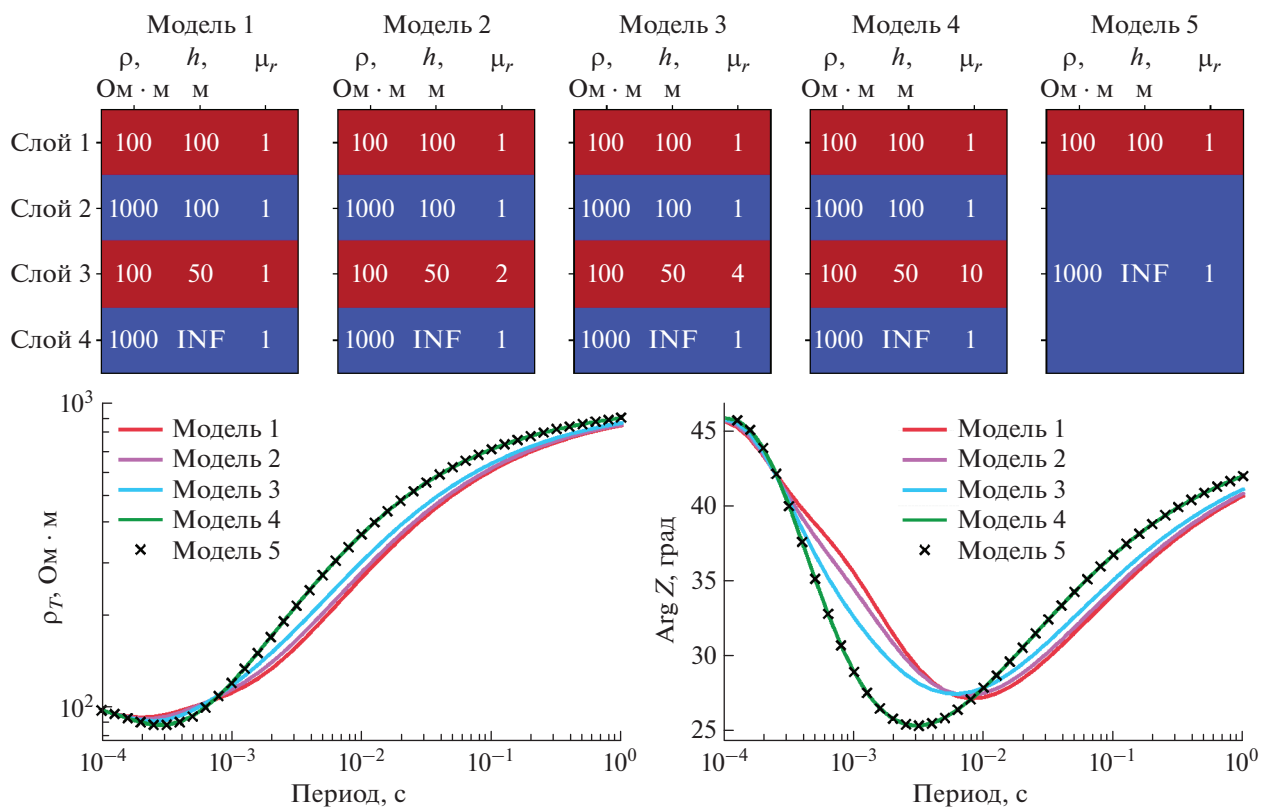 Модель 1 Модель 2 Модель 3 Модель 4 Модель 5
ρ, h, μr ρ, h, μr ρ, h, μr ρ, h, μr ρ, h, μr
Ом · м м Ом · м м Ом · м м Ом · м м Ом · м м
Слой 1 100 100 1 100 100 1 100 100 1 100 100 1 100 100 1
Слой 2 1000 100 1 1000 100 1 1000 100 1 1000 100 1
Слой 3 100 50 1 100 50 2 100 50 4 100 50 10 1000 INF 1
Слой 4 1000 INF 1 1000 INF 1 1000 INF 1 1000 INF 1
ρT, Ом · м
10³
10²
Модель 1
Модель 2
Модель 3
Модель 4
Модель 5
10⁻⁴ 10⁻³ 10⁻² 10⁻¹ 10⁰
Период, с
Arg Z, град
45
40
35
30
25
Модель 1
Модель 2
Модель 3
Модель 4
Модель 5
10⁻⁴ 10⁻³ 10⁻² 10⁻¹ 10⁰
Период, с